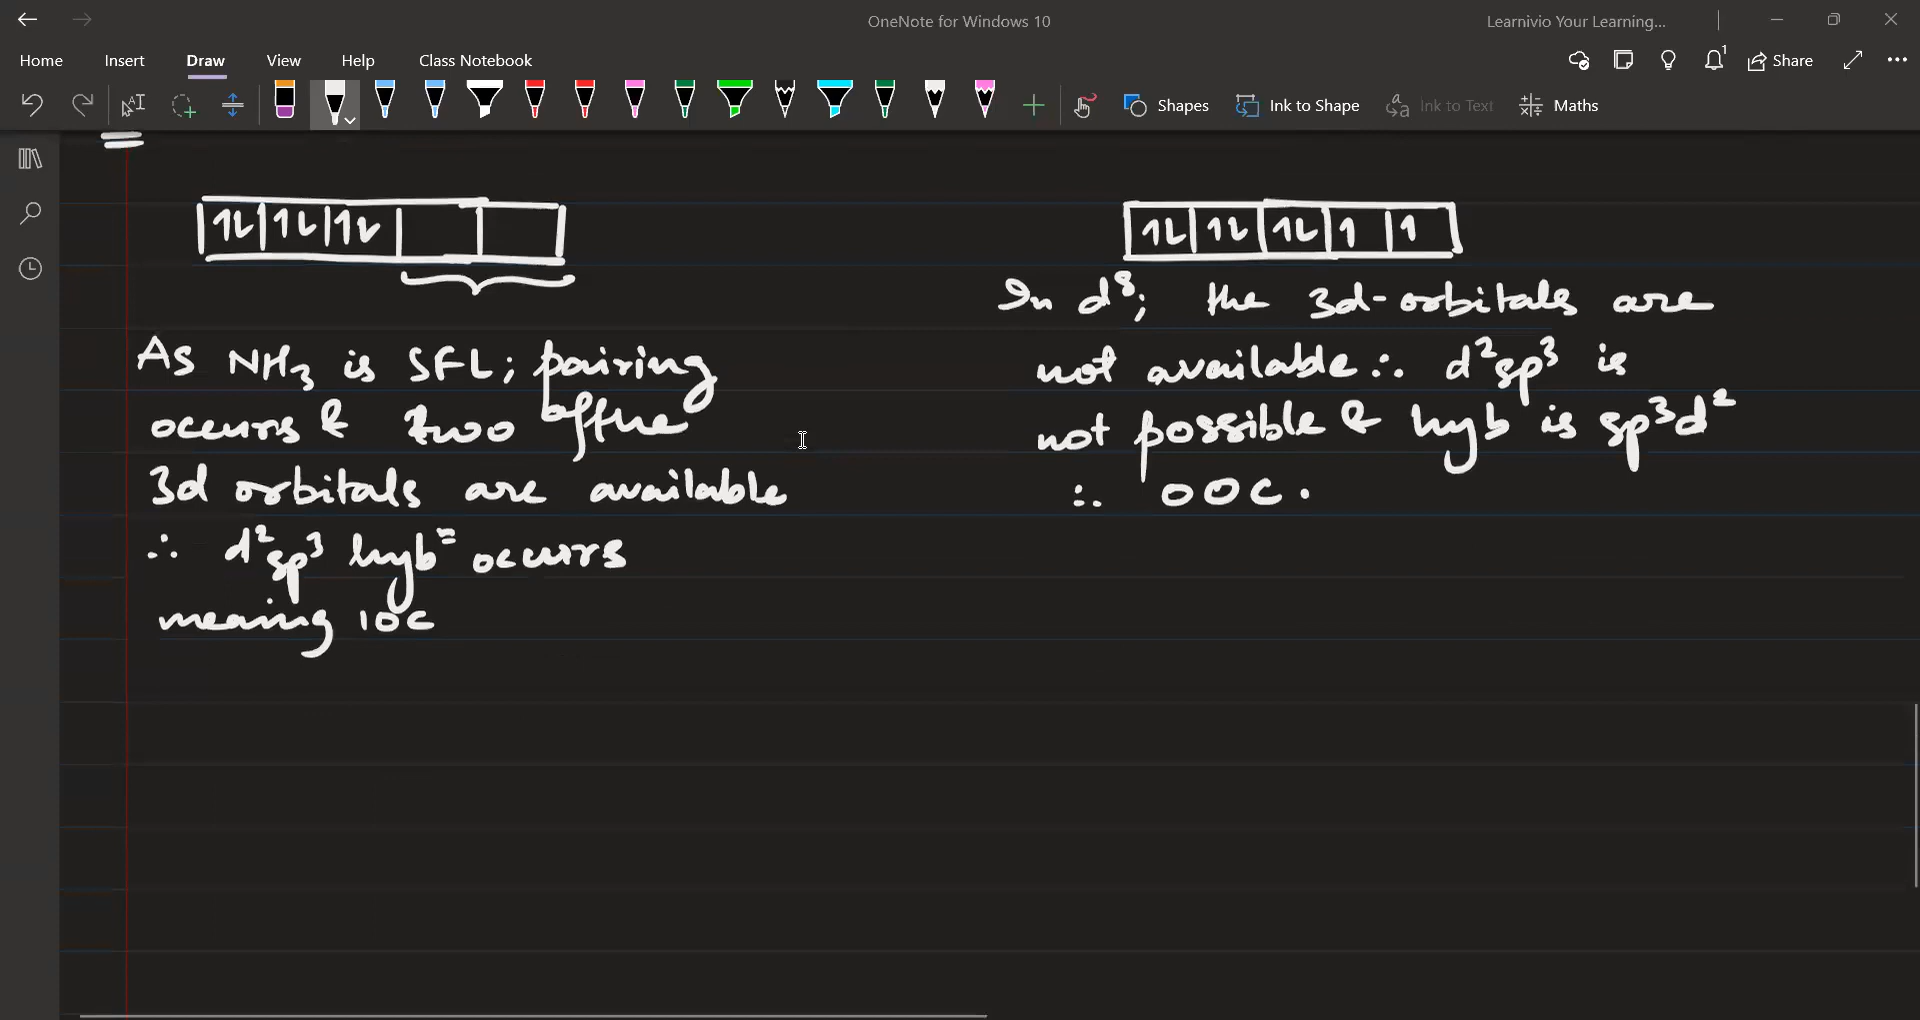 OneNote for Windows 10
Learnivio Your Learning...
Home Insert Draw View Help Class Notebook
1
Share
Shapes Ink to Shape Ink to Text Maths
1L 1L 1L
As NH3 is SFL; pairing
occurs & two of the
3d orbitals are available
∴ d²sp³ hybⁿ occurs
meaning IOC
1L 1L 1L 1 1
In d⁸; the 3d-orbitals are
not available ∴ d²sp³ is
not possible & hyb is sp³d²
∴ OOC.